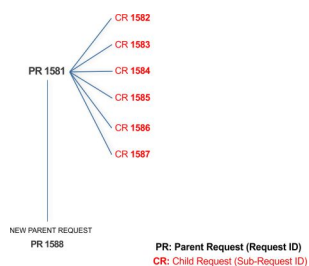 CR 1582
CR 1583
PR 1581
CR 1584
CR 1585
CR 1586
CR 1587
NEW PARENT REQUEST
PR 1588
PR: Parent Request (Request ID)
CR: Child Request (Sub-Request ID)